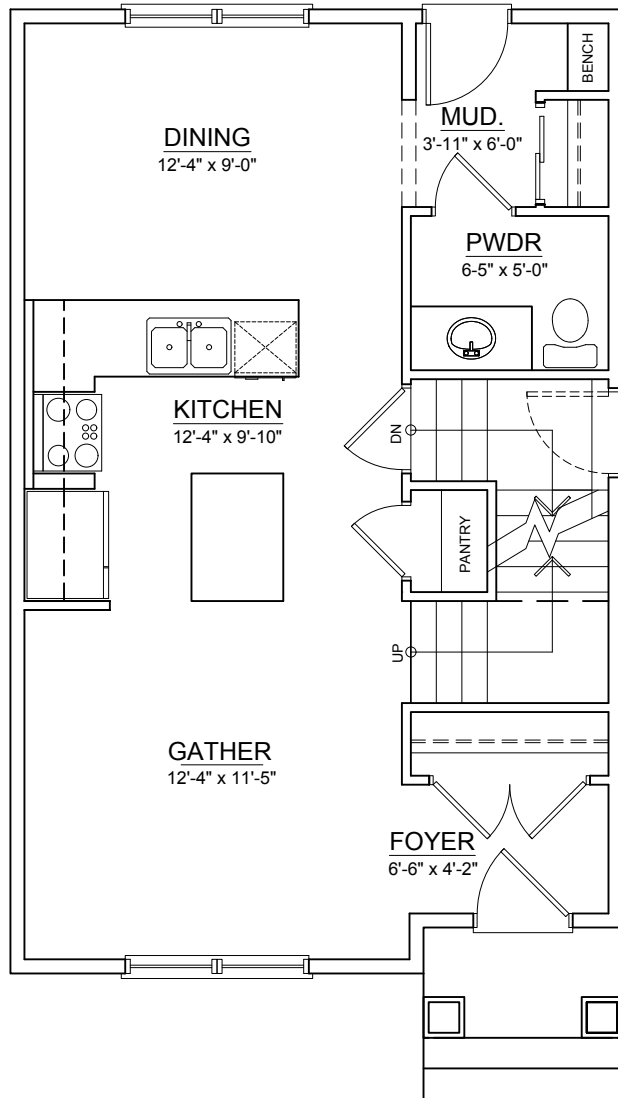 BENCH
MUD.
3'-11" x 6'-0"
DINING
12'-4" x 9'-0"
PWDR
6-5" x 5'-0"
KITCHEN
12'-4" x 9'-10"
DN
PANTRY
UP
GATHER
12'-4" x 11'-5"
FOYER
6'-6" x 4'-2"